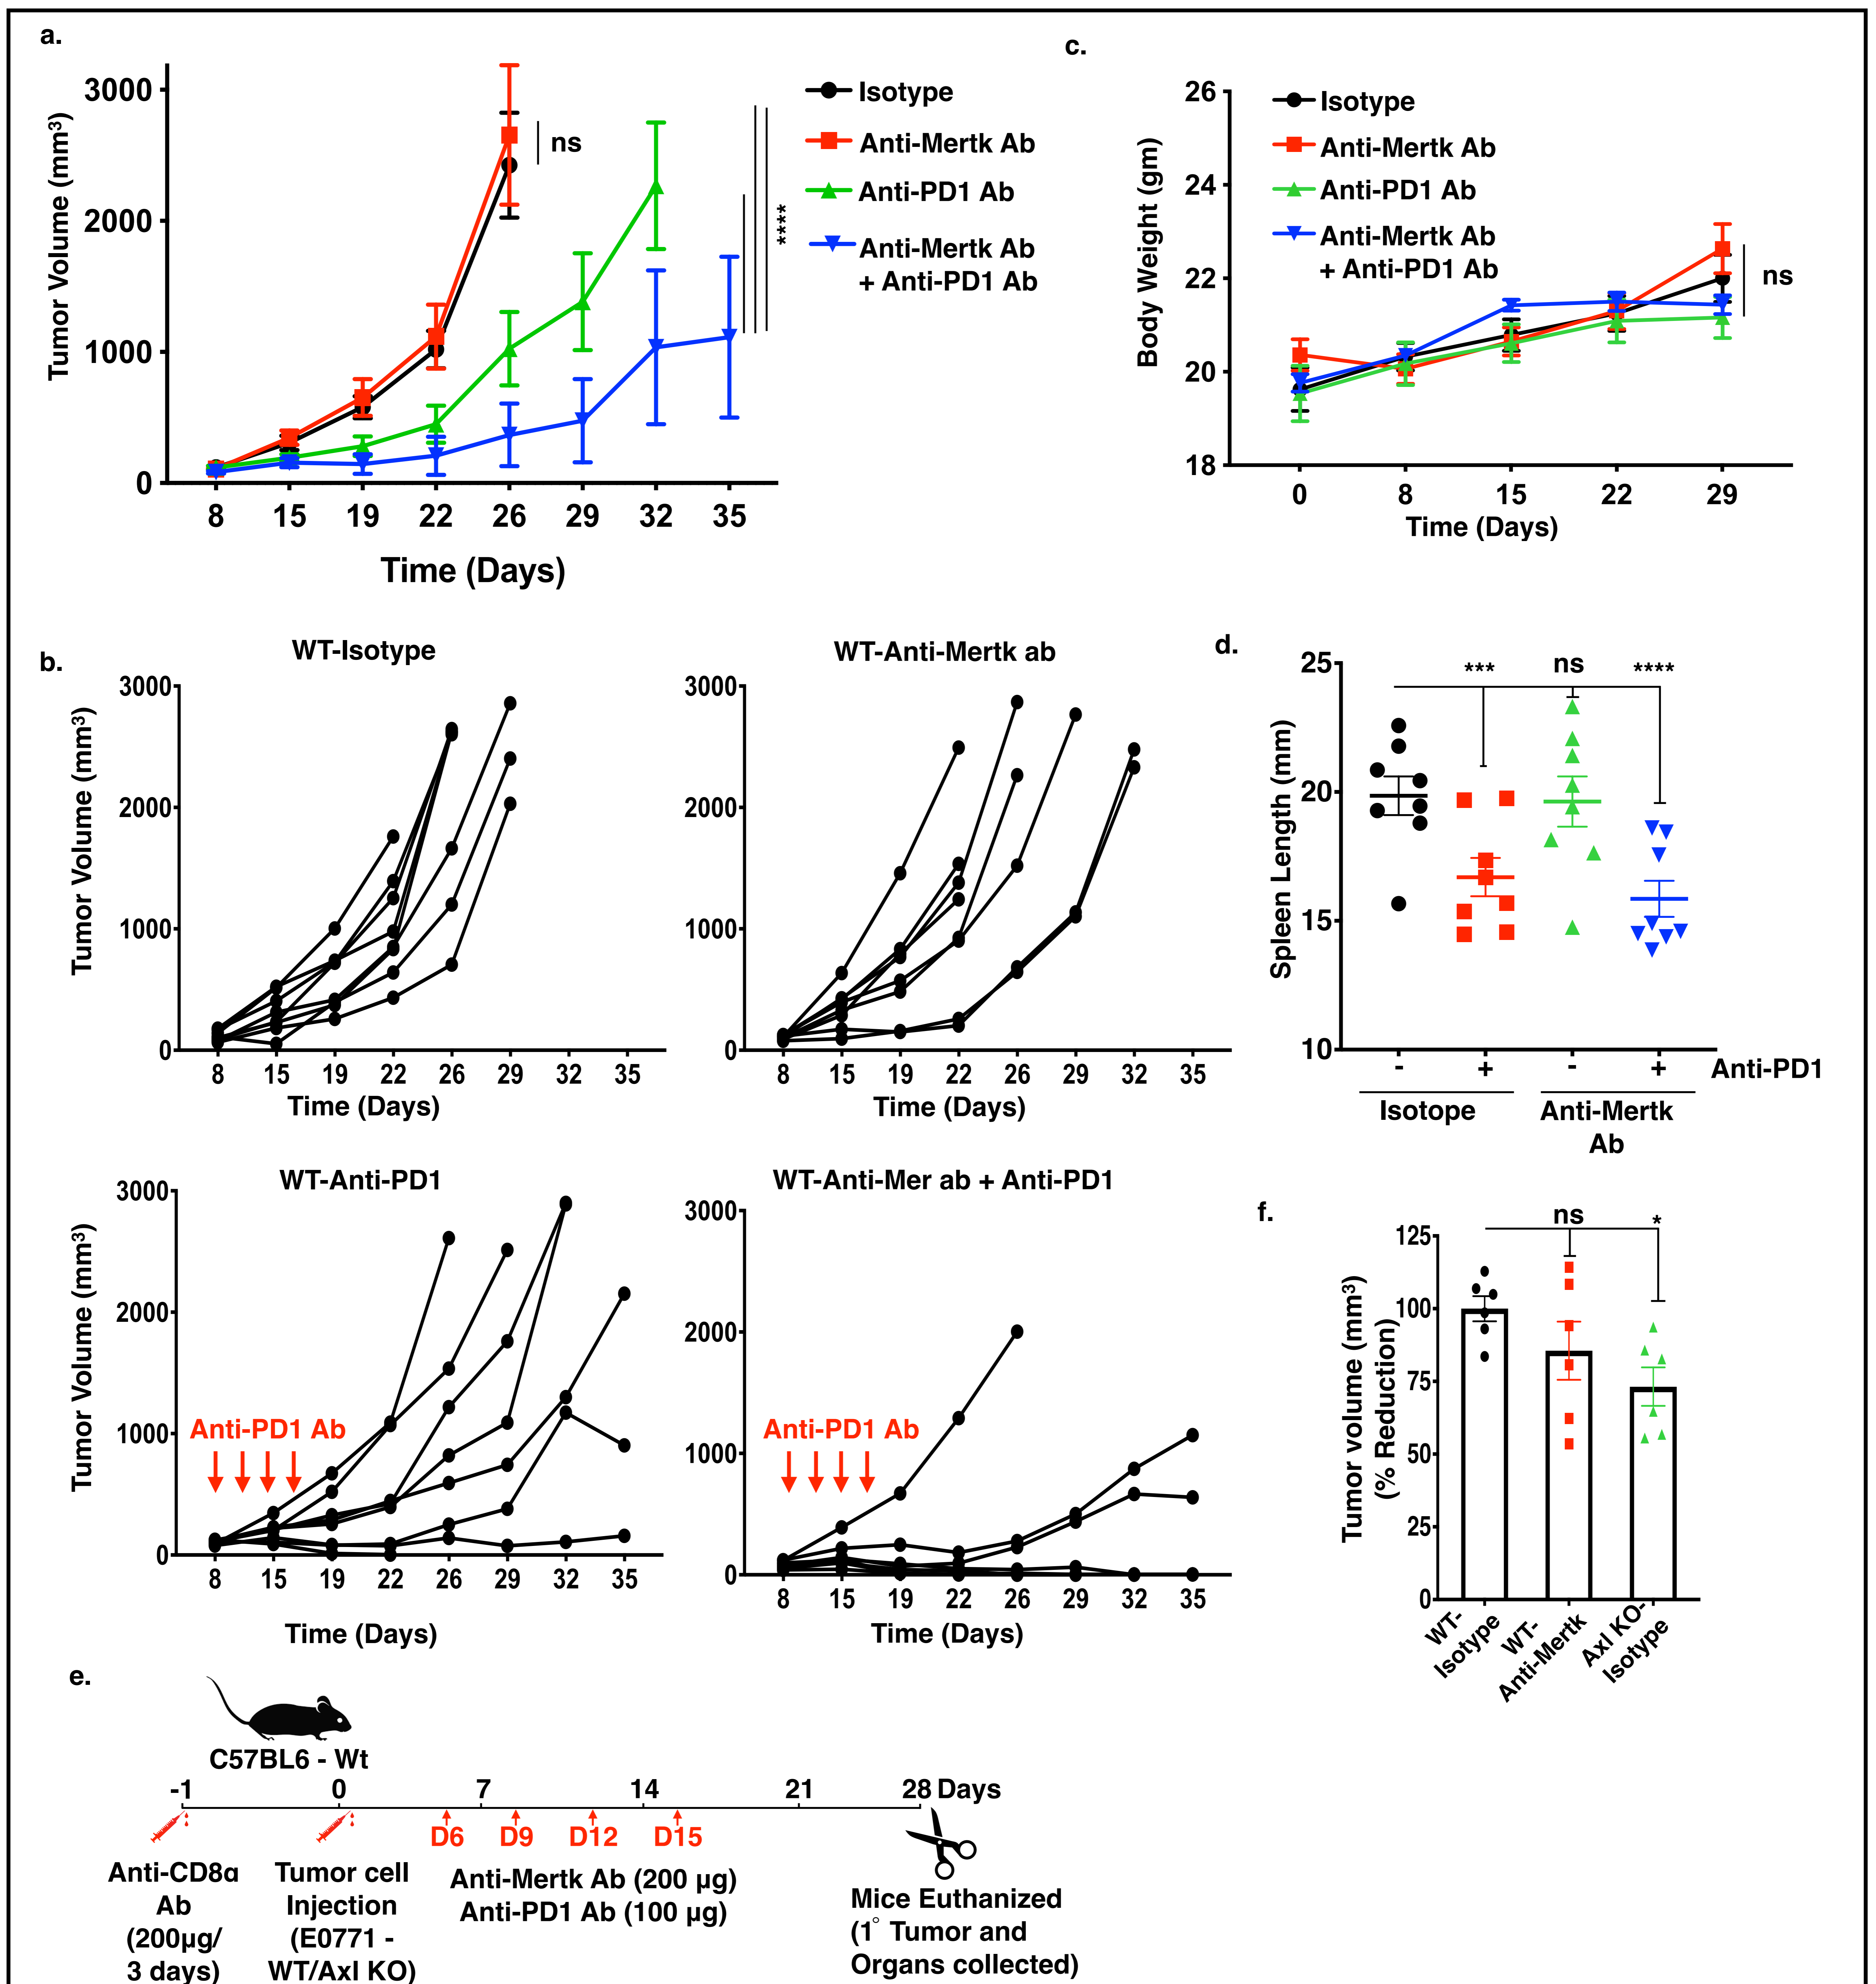 a.
Tumor Volume (mm³)
3000
2000
1000
0
8 15 19 22 26 29 32 35
Time (Days)
ns
****
Isotype
Anti-Mertk Ab
Anti-PD1 Ab
Anti-Mertk Ab
+ Anti-PD1 Ab
c.
Body Weight (gm)
26
24
22
20
18
0 8 15 22 29
Time (Days)
Isotype
Anti-Mertk Ab
Anti-PD1 Ab
Anti-Mertk Ab
+ Anti-PD1 Ab
ns
b.
WT-Isotype
Tumor Volume (mm³)
3000
2000
1000
0
8 15 19 22 26 29 32 35
Time (Days)
WT-Anti-Mertk ab
3000
2000
1000
0
8 15 19 22 26 29 32 35
Time (Days)
WT-Anti-PD1
Tumor Volume (mm³)
3000
2000
1000
0
Anti-PD1 Ab
8 15 19 22 26 29 32 35
Time (Days)
WT-Anti-Mer ab + Anti-PD1
3000
2000
1000
0
Anti-PD1 Ab
8 15 19 22 26 29 32 35
Time (Days)
d.
Spleen Length (mm)
25
20
15
10
*** ns ****
- + - + Anti-PD1
Isotope Anti-Mertk
Ab
f.
Tumor volume (mm³)
(% Reduction)
125
100
75
50
25
0
ns *
WT-
Isotype
WT-
Anti-Mertk
Axl KO-
Isotype
e.
C57BL6 - Wt
-1 0 7 14 21 28 Days
D6 D9 D12 D15
Anti-CD8α
Ab
(200µg/
3 days)
Tumor cell
Injection
(E0771 -
WT/Axl KO)
Anti-Mertk Ab (200 µg)
Anti-PD1 Ab (100 µg)
Mice Euthanized
(1° Tumor and
Organs collected)